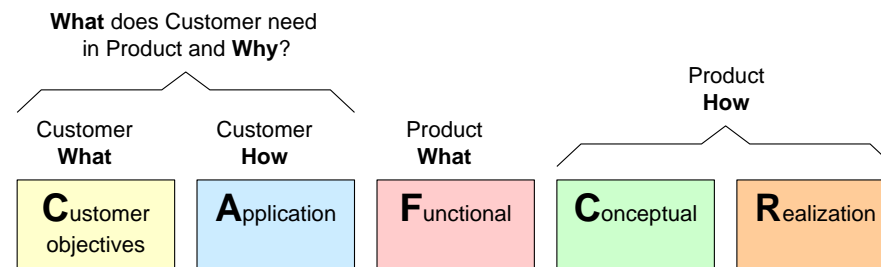 What does Customer need
in Product and Why?
Product
How
Customer
What
Customer
How
Product
What
Customer
objectives
Application
Functional
Conceptual
Realization